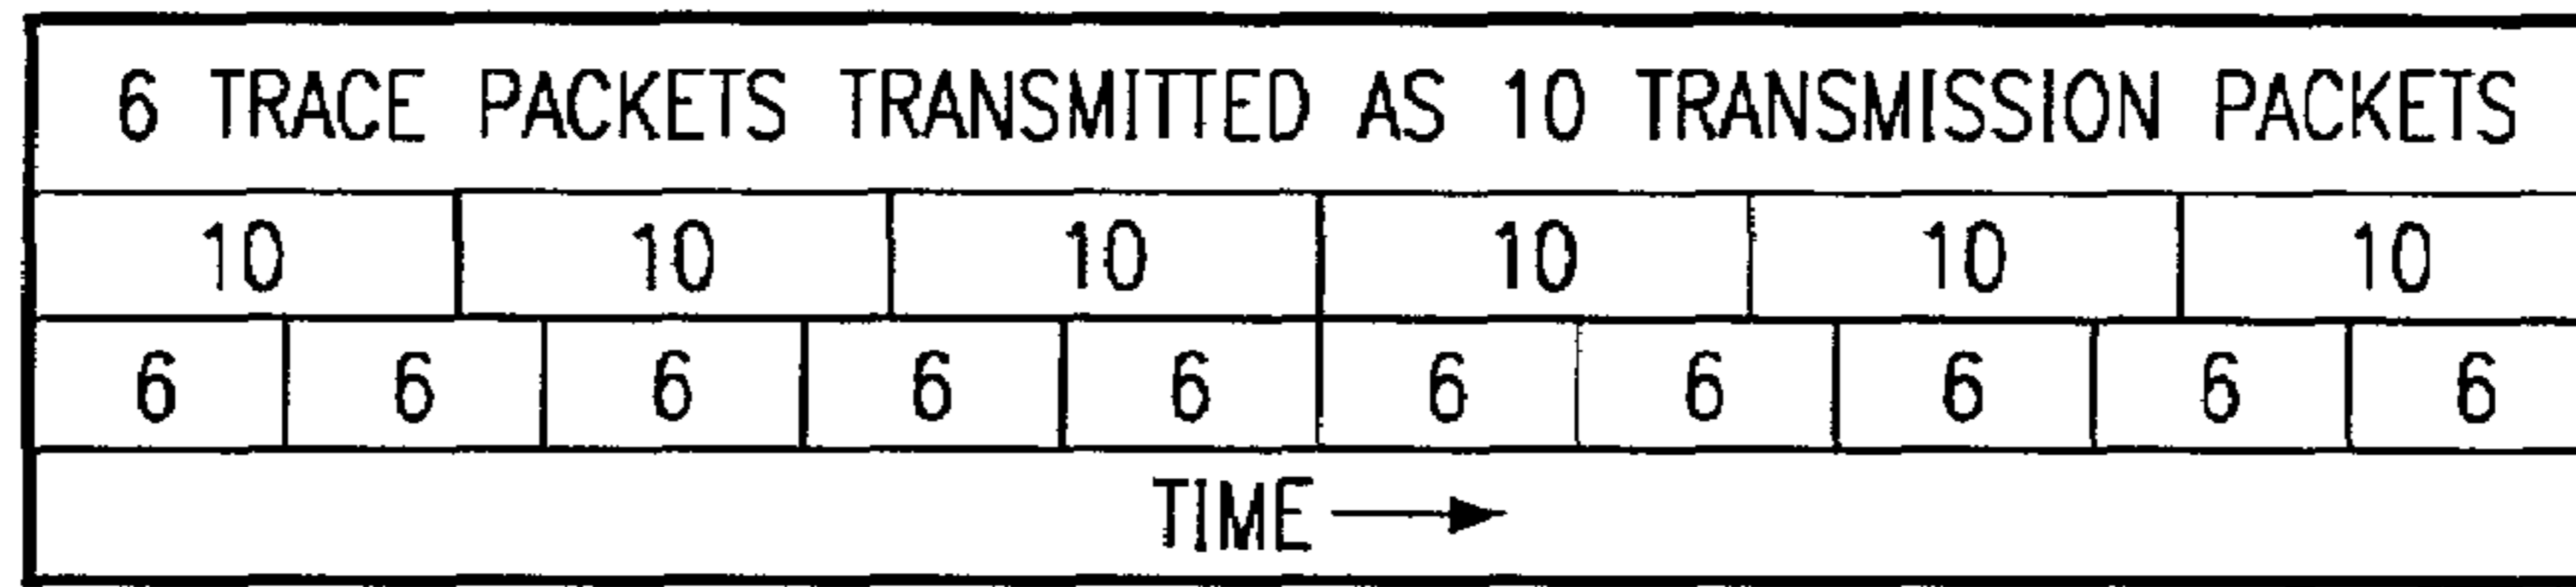 6 TRACE PACKETS TRANSMITTED AS 10 TRANSMISSION PACKETS
10 10 10 10 10 10
6 6 6 6 6 6 6 6 6 6
TIME